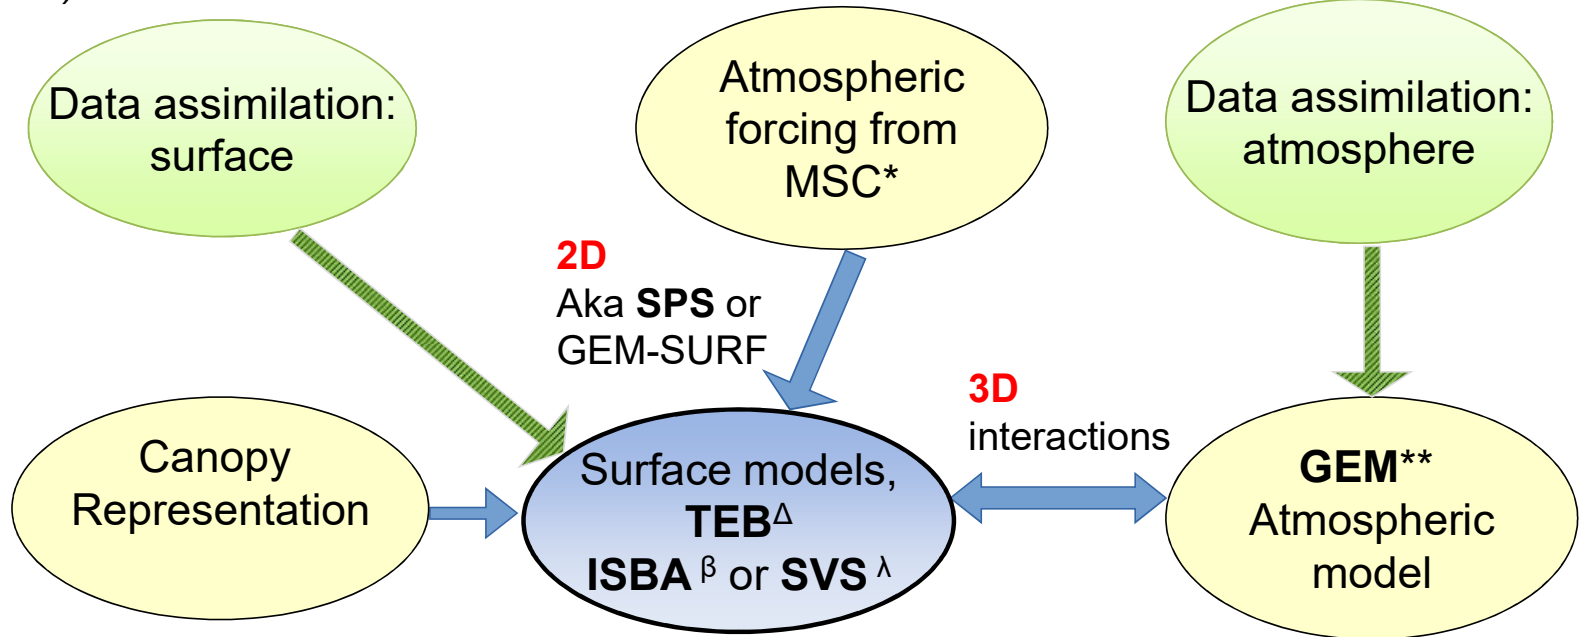 )
Data assimilation:
surface
Atmospheric
forcing from
MSC*
Data assimilation:
atmosphere
2D
Aka SPS or
GEM-SURF
3D
interactions
Canopy
Representation
Surface models,
TEBΔ
ISBA β or SVS λ
GEM**
Atmospheric
model